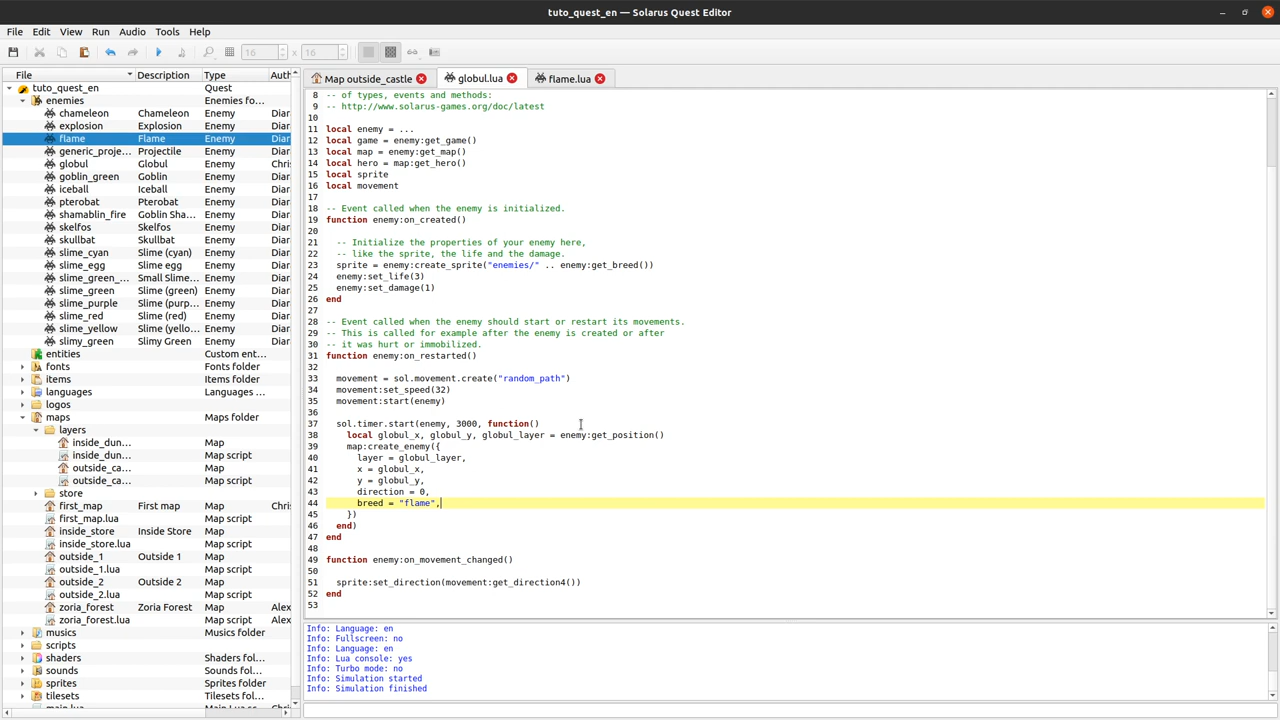 tuto_quest_en — Solarus Quest Editor
File Edit View Run Audio Tools Help
16 x 16
File Description Type Auth
tuto_quest_en Quest
enemies Enemies fo...
chameleon Chameleon Enemy Diar
explosion Explosion Enemy Diar
flame Flame Enemy Diar
generic_proje... Projectile Enemy Diar
globul Globul Enemy Chris
goblin_green Goblin Enemy Diar
iceball Iceball Enemy Diar
pterobat Pterobat Enemy Diar
shamablin_fire Goblin Sha... Enemy Diar
skelfos Skelfos Enemy Diar
skullbat Skullbat Enemy Diar
slime_cyan Slime (cyan) Enemy Diar
slime_egg Slime egg Enemy Diar
slime_green_... Small Slime... Enemy Diar
slime_green Slime (green) Enemy Diar
slime_purple Slime (purp... Enemy Diar
slime_red Slime (red) Enemy Diar
slime_yellow Slime (yello... Enemy Diar
slimy_green Slimy Green Enemy Diar
entities Custom ent...
fonts Fonts folder
items Items folder
languages Languages ...
logos Logos folder
maps Maps folder
layers Maps folder
inside_dun... Map
inside_dun... Map script
outside_ca... Map
outside_ca... Map script
store Maps folder
first_map First map Map Chris
first_map.lua Map script
inside_store Inside Store Map
inside_store.lua Map script
outside_1 Outside 1 Map
outside_1.lua Map script
outside_2 Outside 2 Map
outside_2.lua Map script
zoria_forest Zoria Forest Map Alex
zoria_forest.lua Map script Alex
musics Musics folder
scripts Scripts folder
shaders Shaders fol...
sounds Sounds fol...
sprites Sprites folder
tilesets Tilesets fol...
Map outside_castle globul.lua flame.lua
8 -- of types, events and methods:
9 -- http://www.solarus-games.org/doc/latest
10
11 local enemy = ...
12 local game = enemy:get_game()
13 local map = enemy:get_map()
14 local hero = map:get_hero()
15 local sprite
16 local movement
17
18 -- Event called when the enemy is initialized.
19 function enemy:on_created()
20
21 -- Initialize the properties of your enemy here,
22 -- like the sprite, the life and the damage.
23 sprite = enemy:create_sprite("enemies/" .. enemy:get_breed())
24 enemy:set_life(3)
25 enemy:set_damage(1)
26 end
27
28 -- Event called when the enemy should start or restart its movements.
29 -- This is called for example after the enemy is created or after
30 -- it was hurt or immobilized.
31 function enemy:on_restarted()
32
33 movement = sol.movement.create("random_path")
34 movement:set_speed(32)
35 movement:start(enemy)
36
37 sol.timer.start(enemy, 3000, function()
38 local globul_x, globul_y, globul_layer = enemy:get_position()
39 map:create_enemy({
40 layer = globul_layer,
41 x = globul_x,
42 y = globul_y,
43 direction = 0,
44 breed = "flame",
45 })
46 end)
47 end
48
49 function enemy:on_movement_changed()
50
51 sprite:set_direction(movement:get_direction4())
52 end
53
Info: Language: en
Info: Fullscreen: no
Info: Language: en
Info: Lua console: yes
Info: Turbo mode: no
Info: Simulation started
Info: Simulation finished